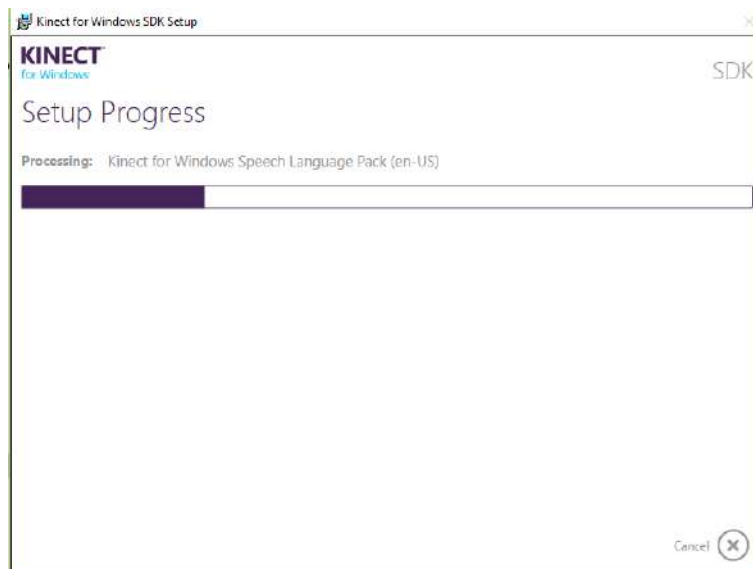 Kinect for Windows SDK Setup
KINECT™
for Windows
SDK
Setup Progress
Processing: Kinect for Windows Speech Language Pack (en-US)
Cancel